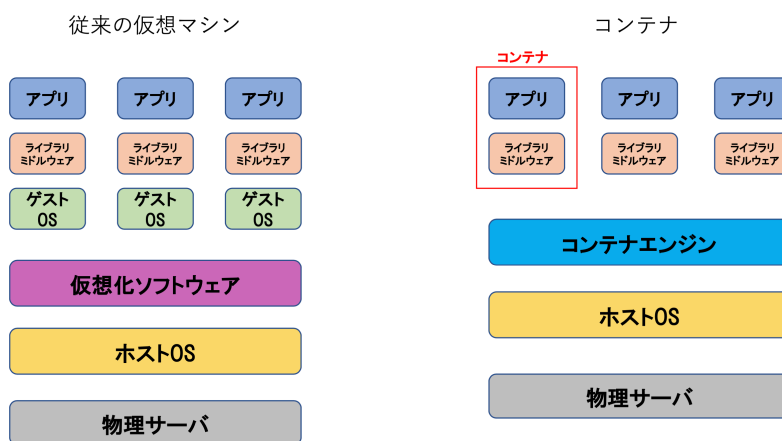 従来の仮想マシン
コンテナ
コンテナ
アプリ
アプリ
アプリ
ライブラリ
ミドルウェア
ライブラリ
ミドルウェア
ライブラリ
ミドルウェア
ゲスト
OS
ゲスト
OS
ゲスト
OS
仮想化ソフトウェア
ホストOS
物理サーバ
アプリ
アプリ
アプリ
ライブラリ
ミドルウェア
ライブラリ
ミドルウェア
ライブラリ
ミドルウェア
コンテナエンジン
ホストOS
物理サーバ